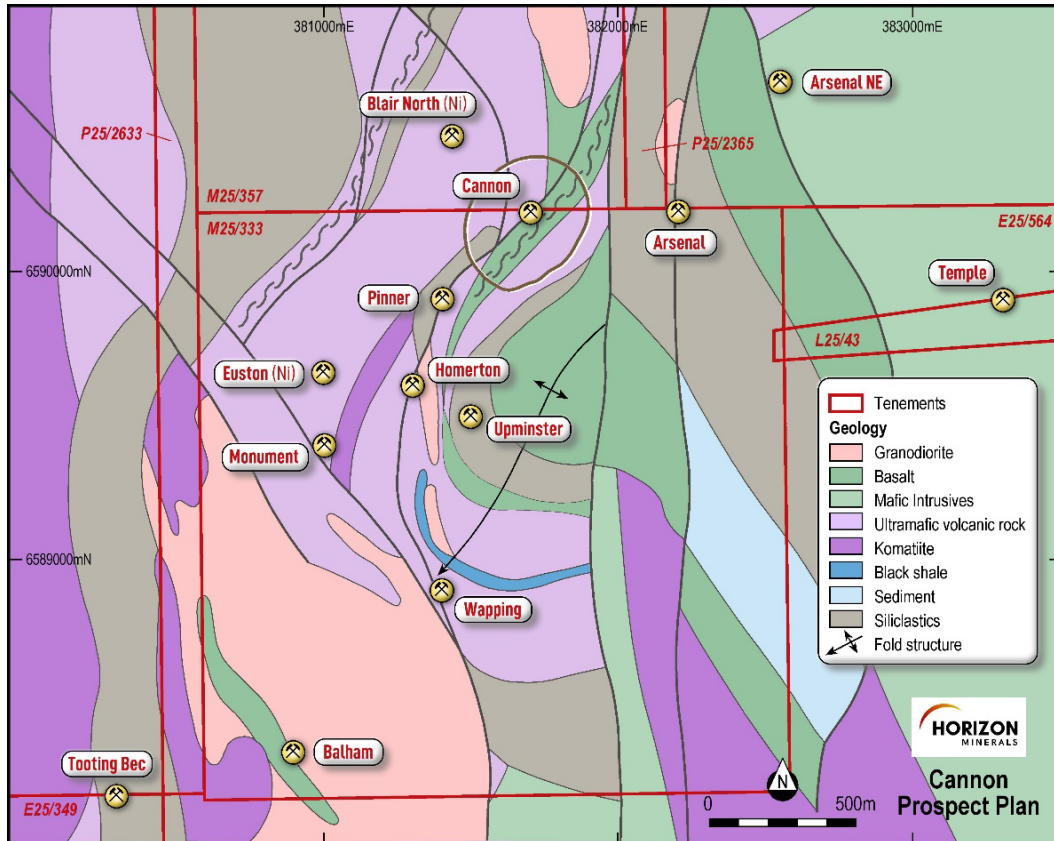 381000mE
382000mE
383000mE
Arsenal NE
Blair North (Ni)
P25/2633
P25/2365
Cannon
M25/357
M25/333
E25/564
Arsenal
6590000mN
Temple
Pinner
L25/43
Homerton
Euston (Ni)
Upminster
Monument
Tenements
Geology
Granodiorite
Basalt
Mafic Intrusives
Ultramafic volcanic rock
Komatiite
Black shale
Sediment
Siliclastics
Fold structure
6589000mN
Wapping
HORIZON
MINERALS
Balham
Tooting Bec
N
Cannon
Prospect Plan
E25/349
0
500m